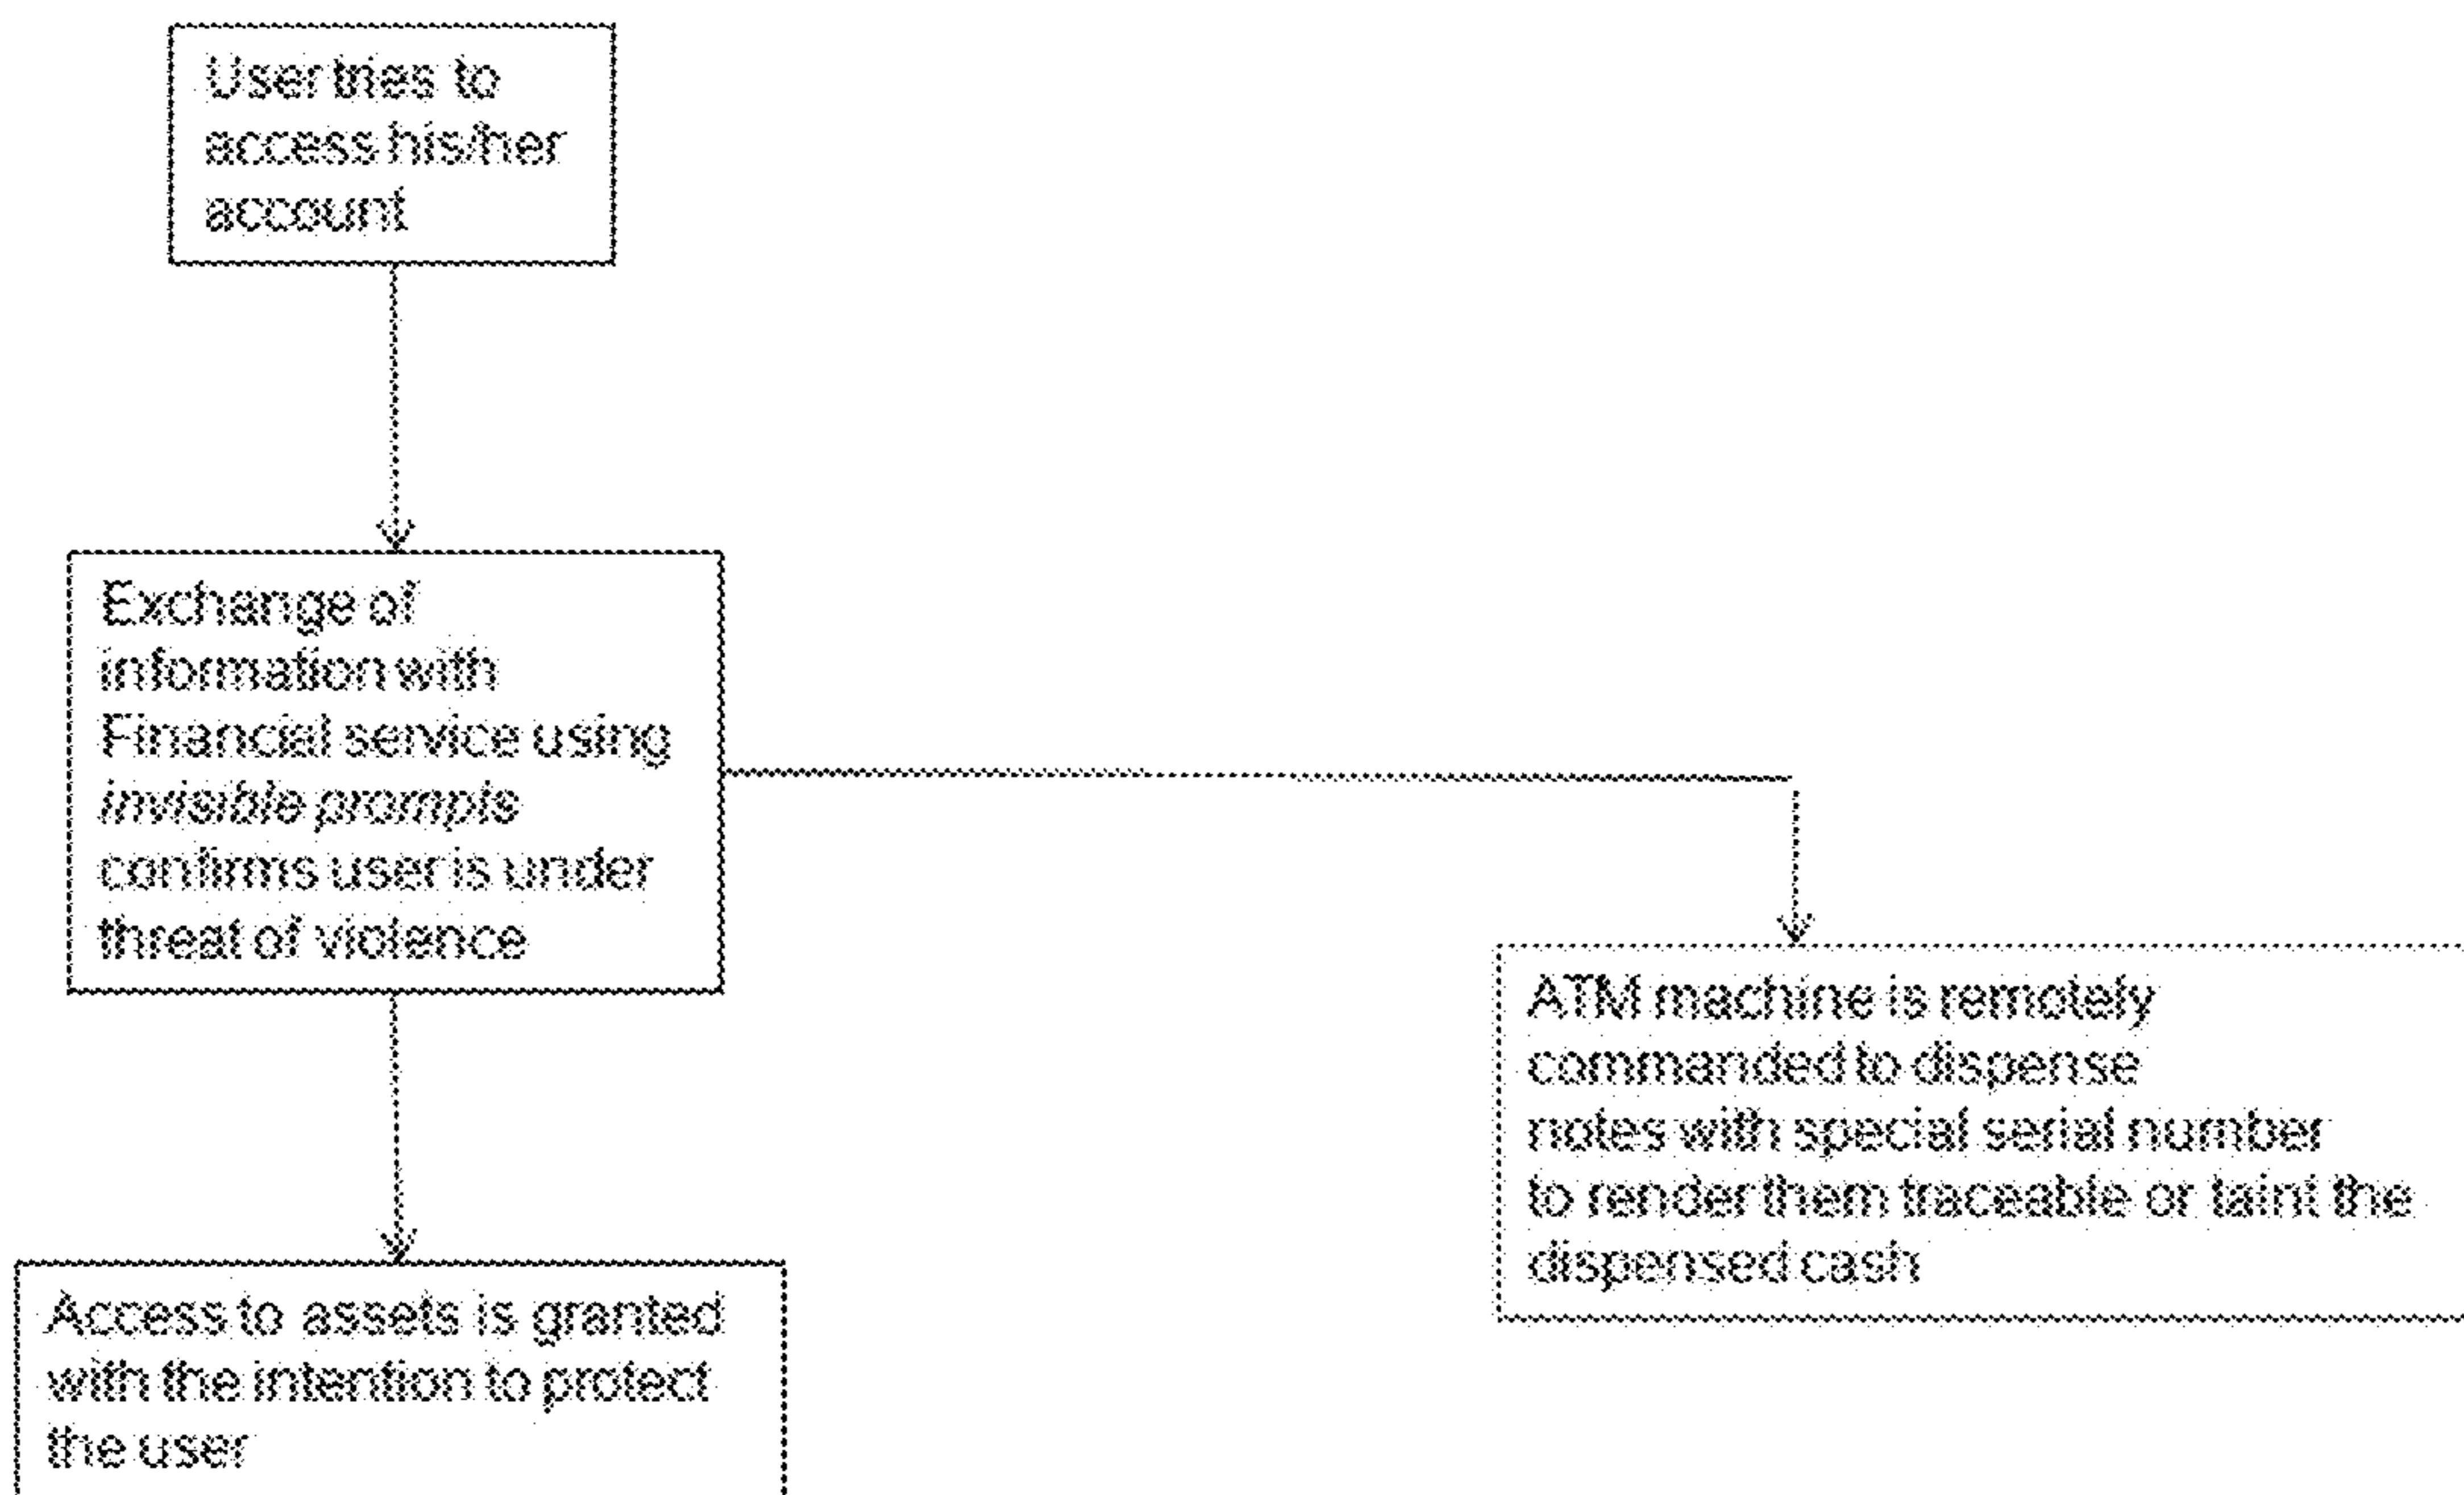 User tries to
access his/her
account
Exchange of
information with
Financial service using
invisible prompts
confirms user is under
threat of violence
ATM machine is remotely
commanded to dispense
notes with special serial number
to render them traceable or taint the
dispensed cash
Access to assets is granted
with the intention to protect
the user